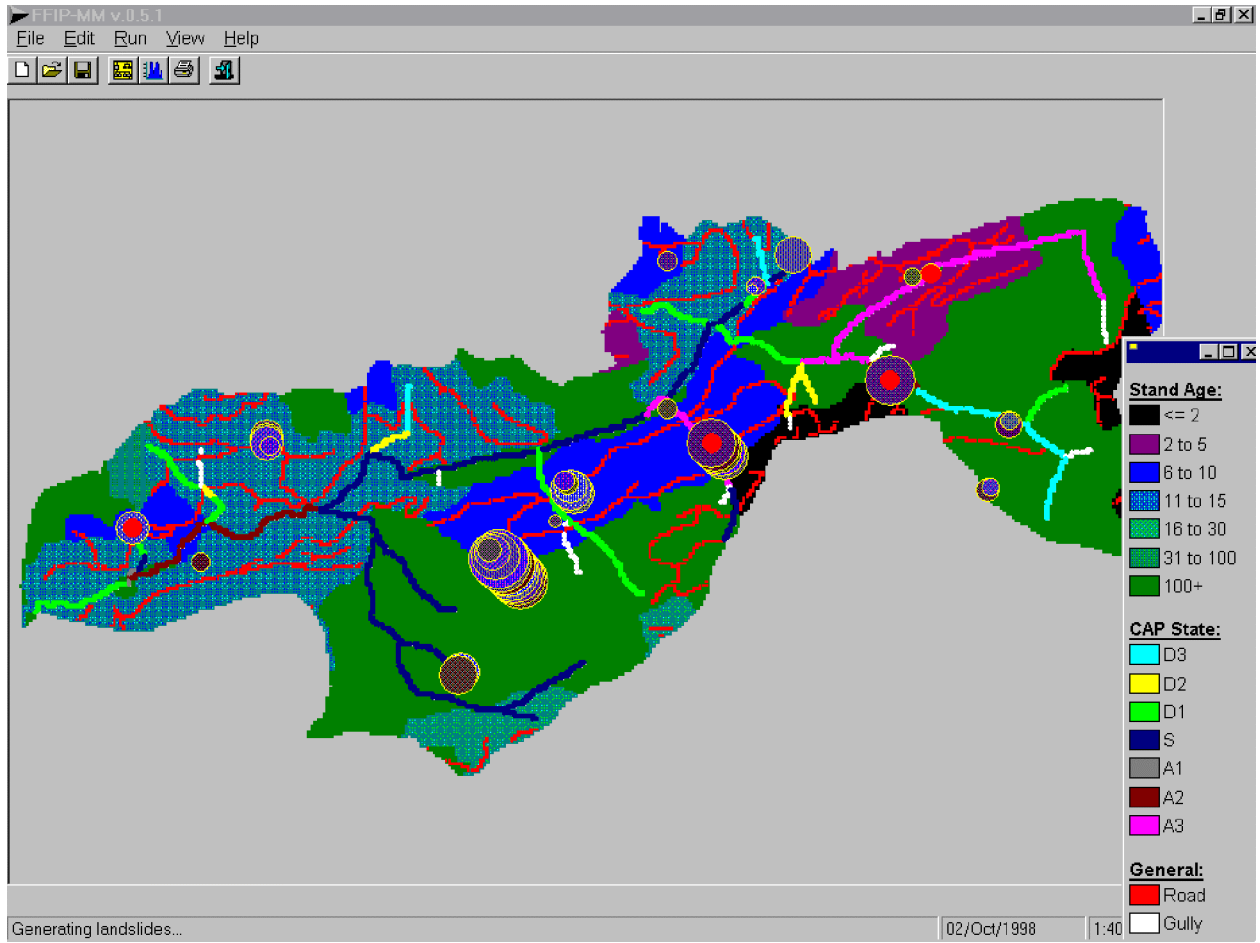 FFIP-MM v.0.5.1
File Edit Run View Help
Stand Age:
<= 2
2 to 5
6 to 10
11 to 15
16 to 30
31 to 100
100+
CAP State:
D3
D2
D1
S
A1
A2
A3
General:
Road
Gully
Generating landslides...
02/Oct/1998
1:40